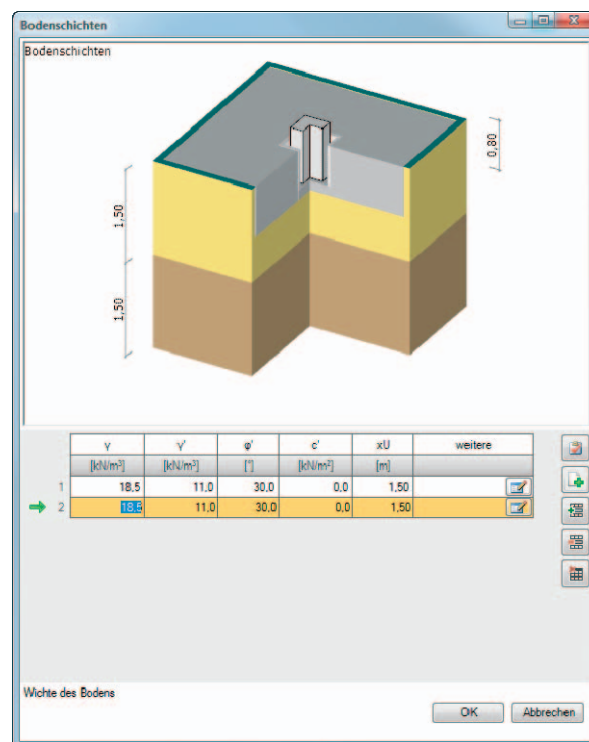 Bodenschichten
Bodenschichten
0,80
1,50
1,50
γ γ' φ' c' xU weitere
[kN/m³] [kN/m³] [°] [kN/m²] [m]
1 18,5 11,0 30,0 0,0 1,50
2 18,5 11,0 30,0 0,0 1,50
Wichte des Bodens
OK Abbrechen